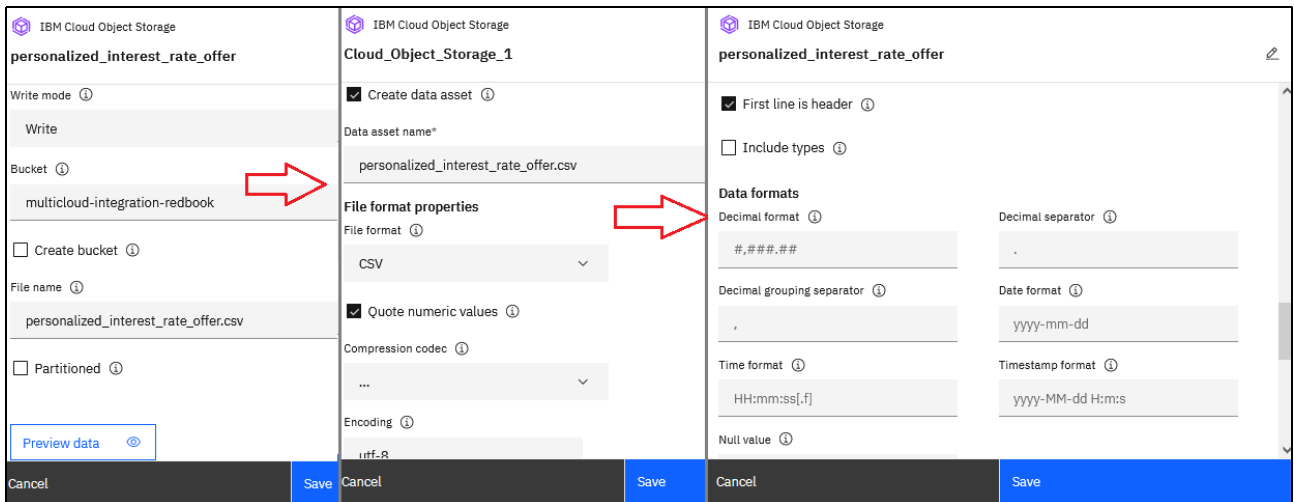 IBM Cloud Object Storage
personalized_interest_rate_offer
Write mode
Write
Bucket
multicloud-integration-redbook
Create bucket
File name
personalized_interest_rate_offer.csv
Partitioned
Preview data
Cancel
Save
IBM Cloud Object Storage
Cloud_Object_Storage_1
Create data asset
Data asset name*
personalized_interest_rate_offer.csv
File format properties
File format
CSV
Quote numeric values
Compression codec
...
Encoding
utf-8
Cancel
Save
IBM Cloud Object Storage
personalized_interest_rate_offer
First line is header
Include types
Data formats
Decimal format
Decimal separator
#,###.##
.
Decimal grouping separator
Date format
,
yyyy-mm-dd
Time format
Timestamp format
HH:mm:ss[.f]
yyyy-MM-dd H:m:s
Null value
Cancel
Save